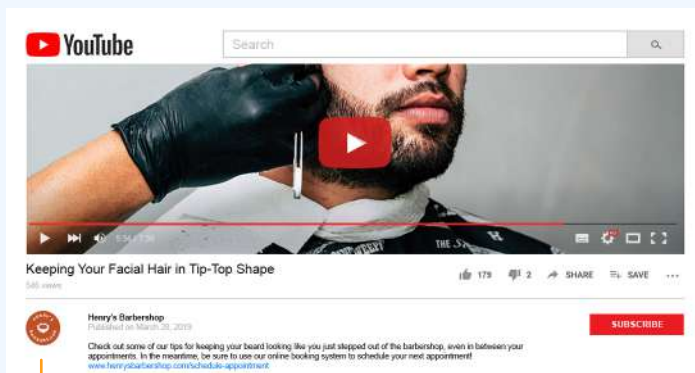 YouTube
Search
THE
Keeping Your Facial Hair in Tip-Top Shape
179
2
SHARE
SAVE
546 views
Henry's Barbershop
Published on March 28, 2019
SUBSCRIBE
Check out some of our tips for keeping your beard looking like you just stepped out of the barbershop, even in between your
appointments. In the meantime, be sure to use our online booking system to schedule your next appointment!
www.henrysbarbershop.com/schedule-appointment